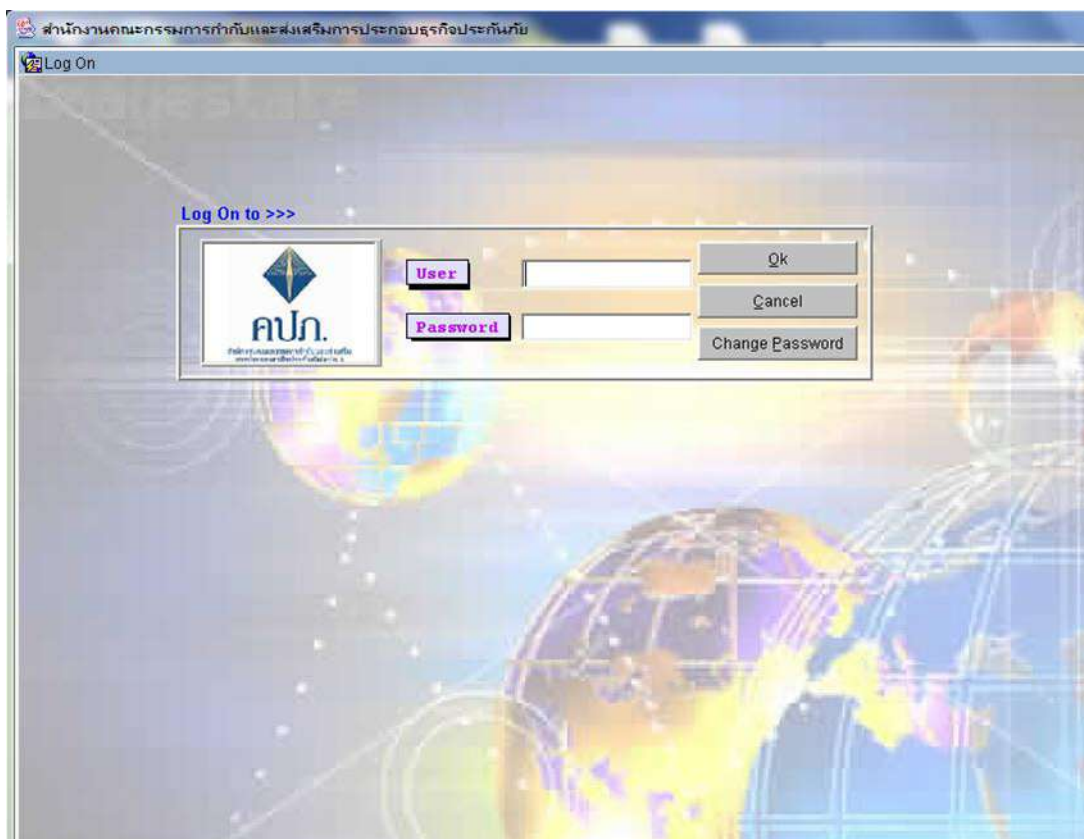 สำนักงานคณะกรรมการกำกับและส่งเสริมการประกอบธุรกิจประกันภัย
Log On
Log On to >>>
คปภ.
User
Password
Ok
Cancel
Change Password